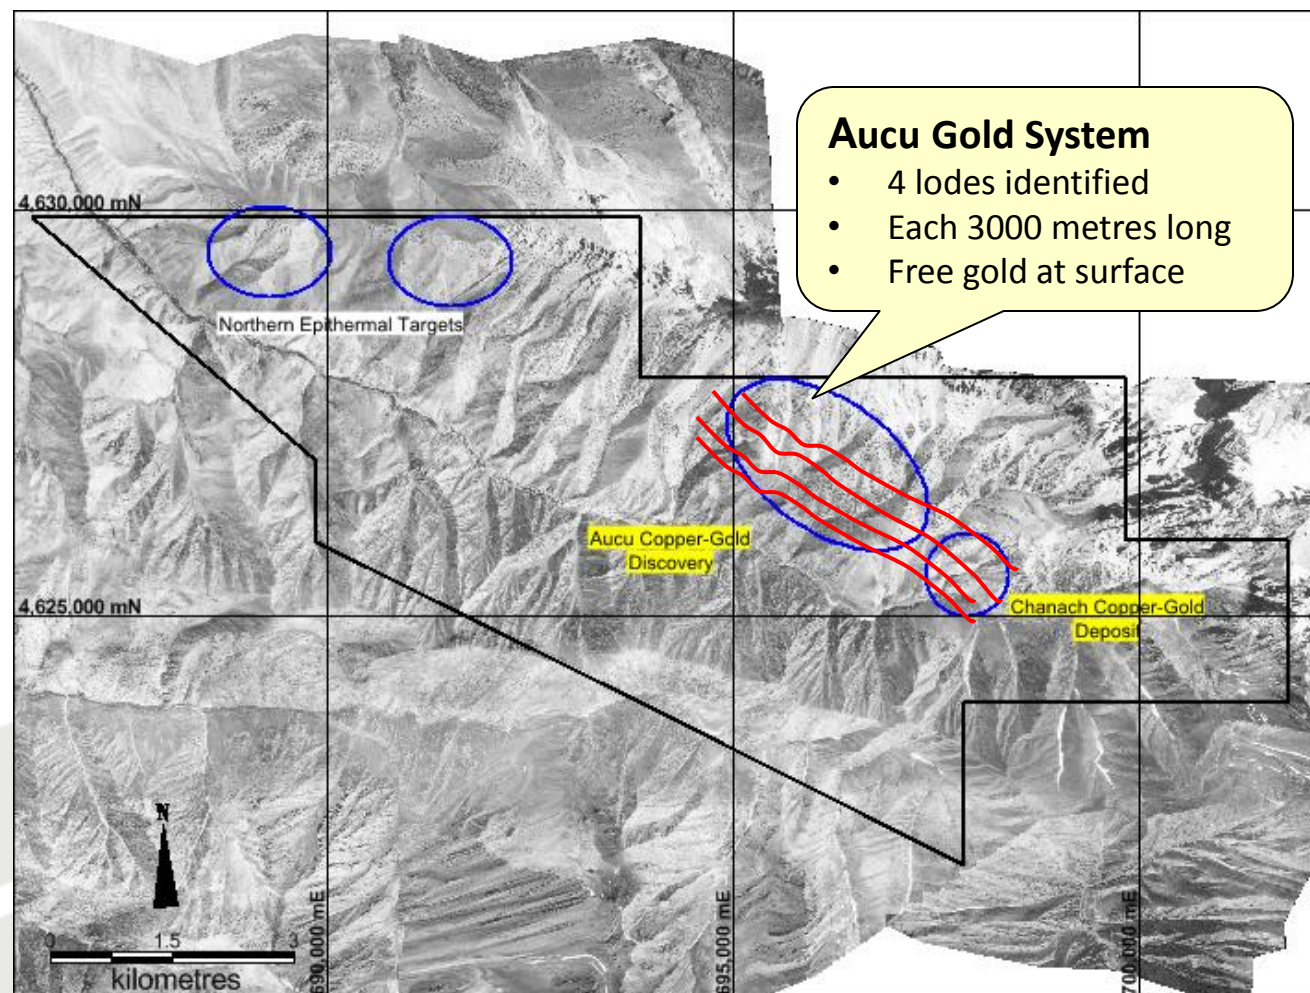 Aucu Gold System
• 4 lodes identified
• Each 3000 metres long
• Free gold at surface
4,630,000 mN
Northern Epithermal Targets
Aucu Copper-Gold
Discovery
4,625,000 mN
Chanach Copper-Gold
Deposit
N
0 1.5 3
kilometres
690,000 mE
695,000 mE
700,000 mE